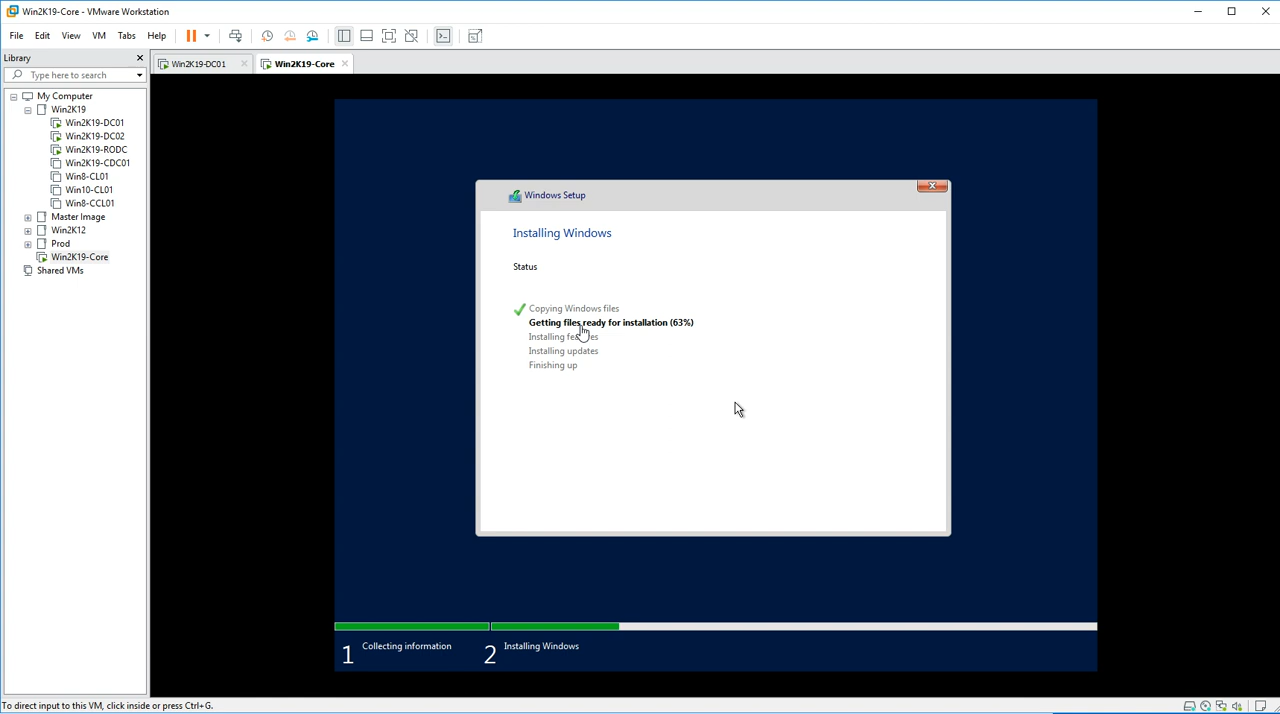 Win2K19-Core - VMware Workstation
File Edit View VM Tabs Help
Library
Type here to search
My Computer
Win2K19
Win2K19-DC01
Win2K19-DC02
Win2K19-RODC
Win2K19-CDC01
Win8-CL01
Win10-CL01
Win8-CCL01
Master Image
Win2K12
Prod
Win2K19-Core
Shared VMs
Win2K19-DC01 Win2K19-Core
Windows Setup
Installing Windows
Status
Copying Windows files
Getting files ready for installation (63%)
Installing features
Installing updates
Finishing up
1 Collecting information 2 Installing Windows
To direct input to this VM, click inside or press Ctrl+G.